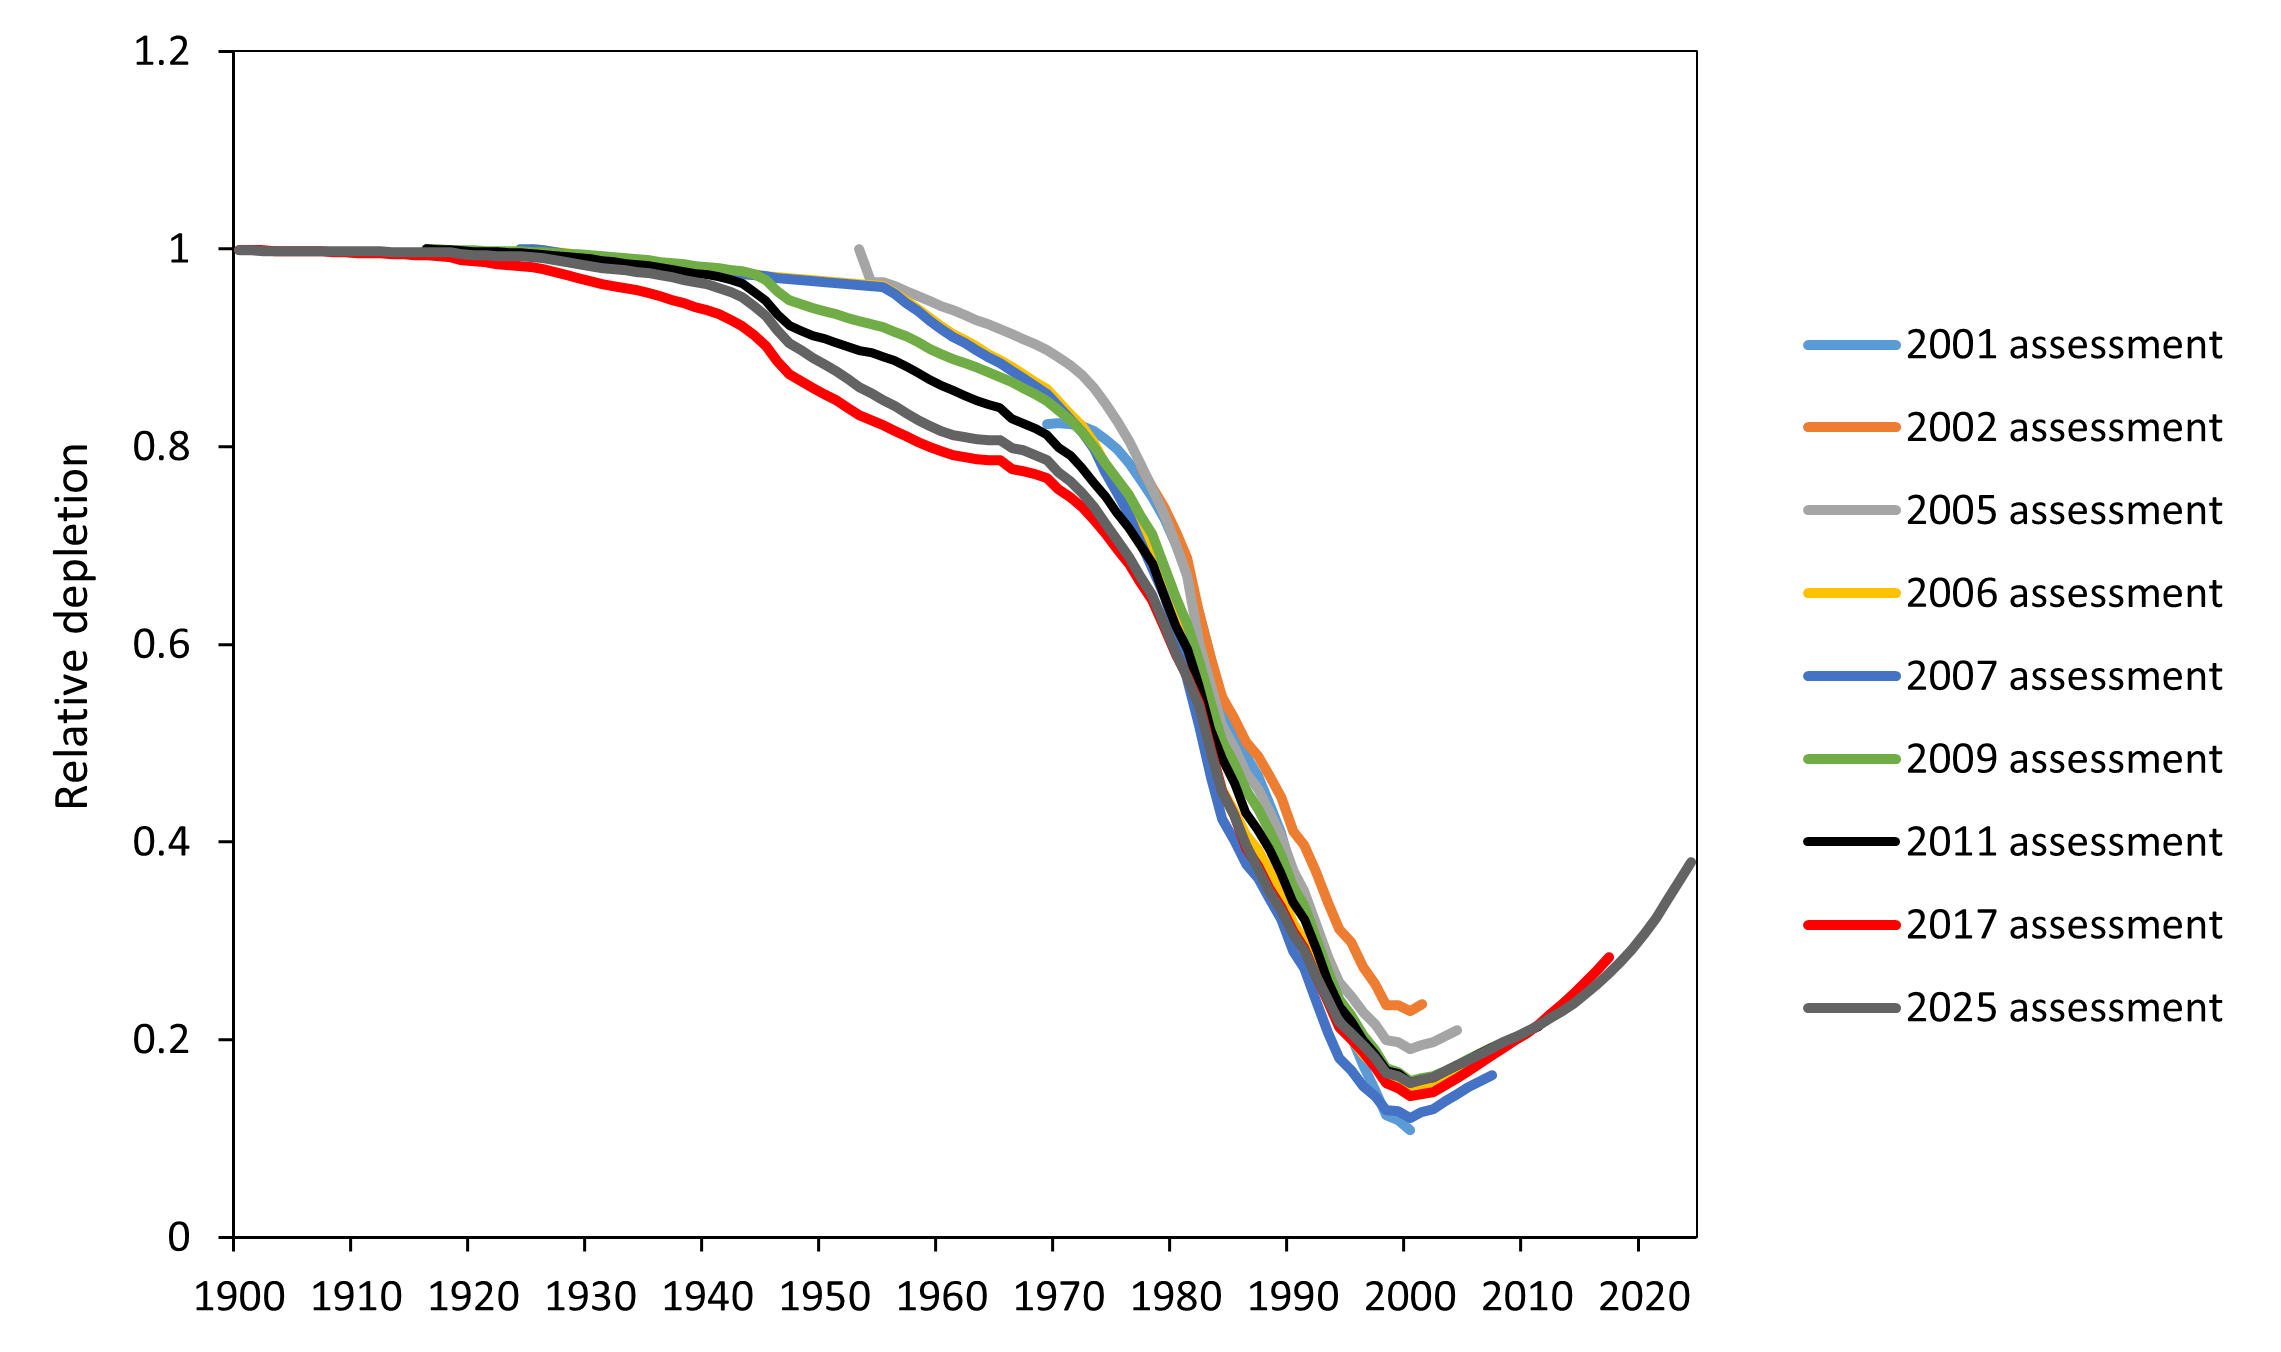 1.2
1
0.8
0.6
0.4
0.2
0
Relative depletion
1900 1910 1920 1930 1940 1950 1960 1970 1980 1990 2000 2010 2020
2001 assessment
2002 assessment
2005 assessment
2006 assessment
2007 assessment
2009 assessment
2011 assessment
2017 assessment
2025 assessment